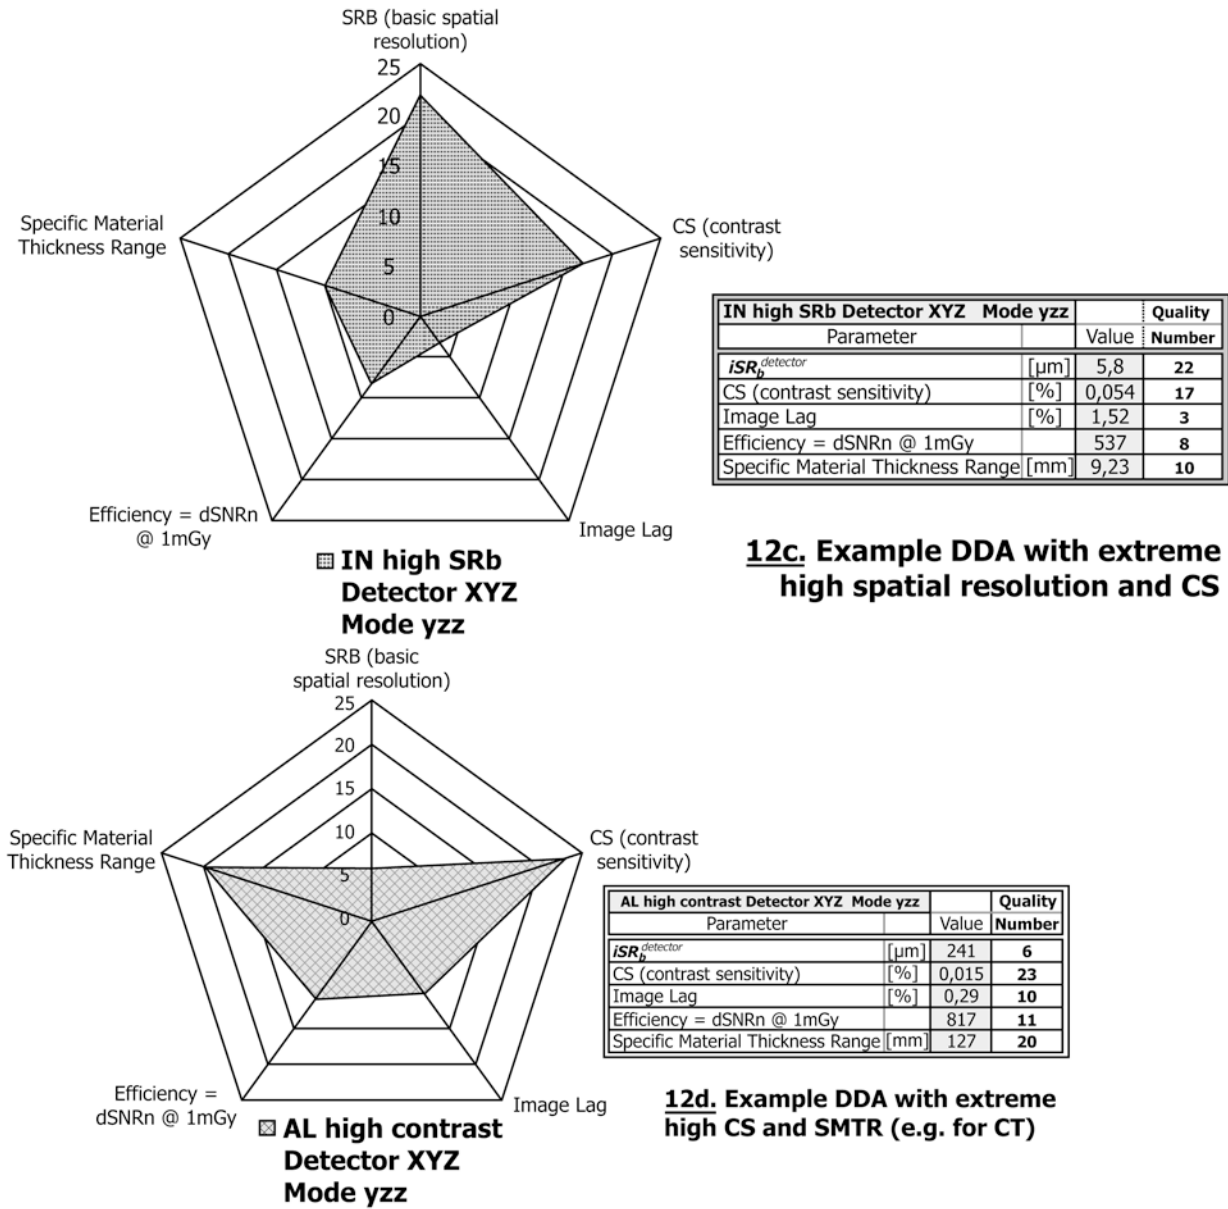 SRB (basic spatial
resolution)
25
20
15
10
5
0
Specific Material
Thickness Range
CS (contrast
sensitivity)
Efficiency = dSNRn
@ 1mGy
Image Lag
IN high SRb
Detector XYZ
Mode yzz
IN high SRb Detector XYZ Mode yzz Quality
Parameter Value Number
iSRb detector [µm] 5,8 22
CS (contrast sensitivity) [%] 0,054 17
Image Lag [%] 1,52 3
Efficiency = dSNRn @ 1mGy 537 8
Specific Material Thickness Range [mm] 9,23 10
12c. Example DDA with extreme
high spatial resolution and CS
SRB (basic
spatial resolution)
25
20
15
10
5
0
Specific Material
Thickness Range
CS (contrast
sensitivity)
Efficiency =
dSNRn @ 1mGy
Image Lag
AL high contrast
Detector XYZ
Mode yzz
AL high contrast Detector XYZ Mode yzz Quality
Parameter Value Number
iSRb detector [µm] 241 6
CS (contrast sensitivity) [%] 0,015 23
Image Lag [%] 0,29 10
Efficiency = dSNRn @ 1mGy 817 11
Specific Material Thickness Range [mm] 127 20
12d. Example DDA with extreme
high CS and SMTR (e.g. for CT)